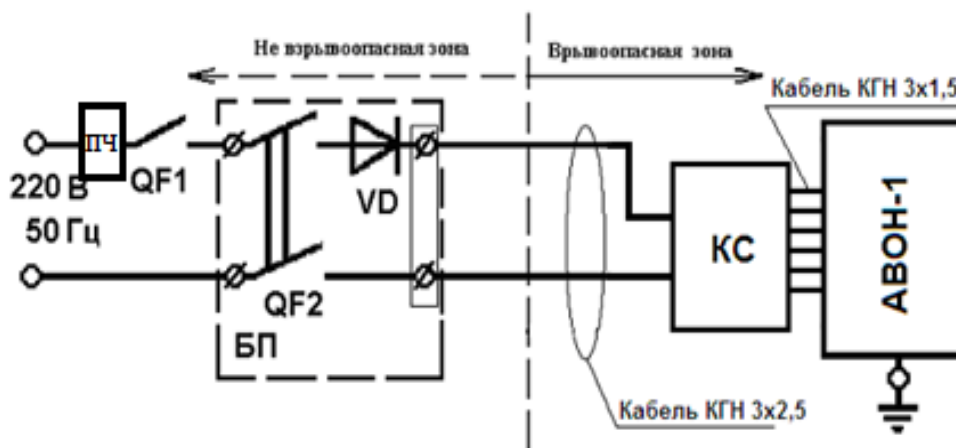 Не взрывоопасная зона
Врывоопасная зона
Кабель КГН 3х1,5
ПЧ
QF1
220 В
50 Гц
VD
QF2
БП
КС
АВОН-1
Кабель КГН 3х2,5